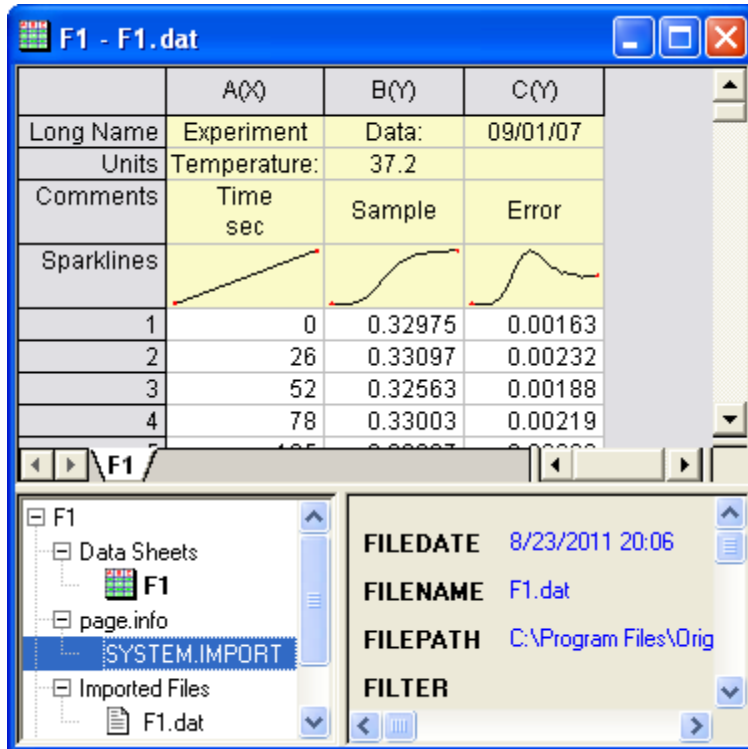 F1 - F1.dat
A(X) B(Y) C(Y)
Long Name Experiment Data: 09/01/07
Units Temperature: 37.2
Comments Time sec Sample Error
Sparklines
1 0 0.32975 0.00163
2 26 0.33097 0.00232
3 52 0.32563 0.00188
4 78 0.33003 0.00219
F1
F1
Data Sheets
F1
page.info
SYSTEM.IMPORT
Imported Files
F1.dat
FILEDATE 8/23/2011 20:06
FILENAME F1.dat
FILEPATH C:\Program Files\Orig
FILTER